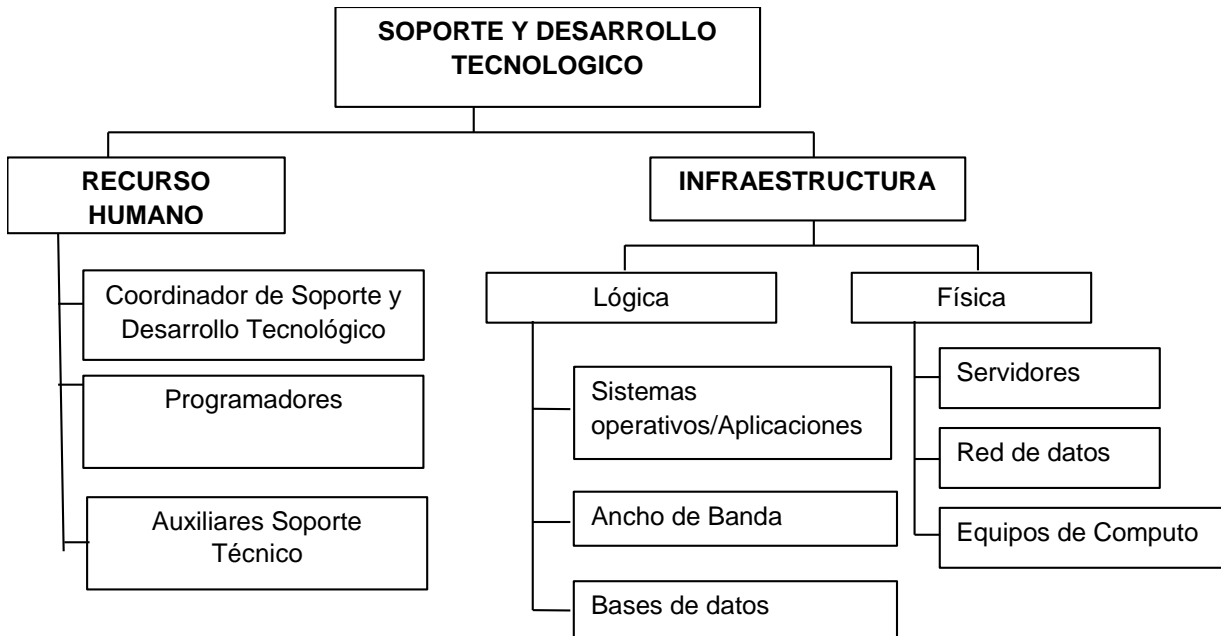 SOPORTE Y DESARROLLO
TECNOLOGICO
RECURSO
HUMANO
INFRAESTRUCTURA
Coordinador de Soporte y
Desarrollo Tecnológico
Programadores
Auxiliares Soporte
Técnico
Lógica
Sistemas
operativos/Aplicaciones
Ancho de Banda
Bases de datos
Física
Servidores
Red de datos
Equipos de Computo